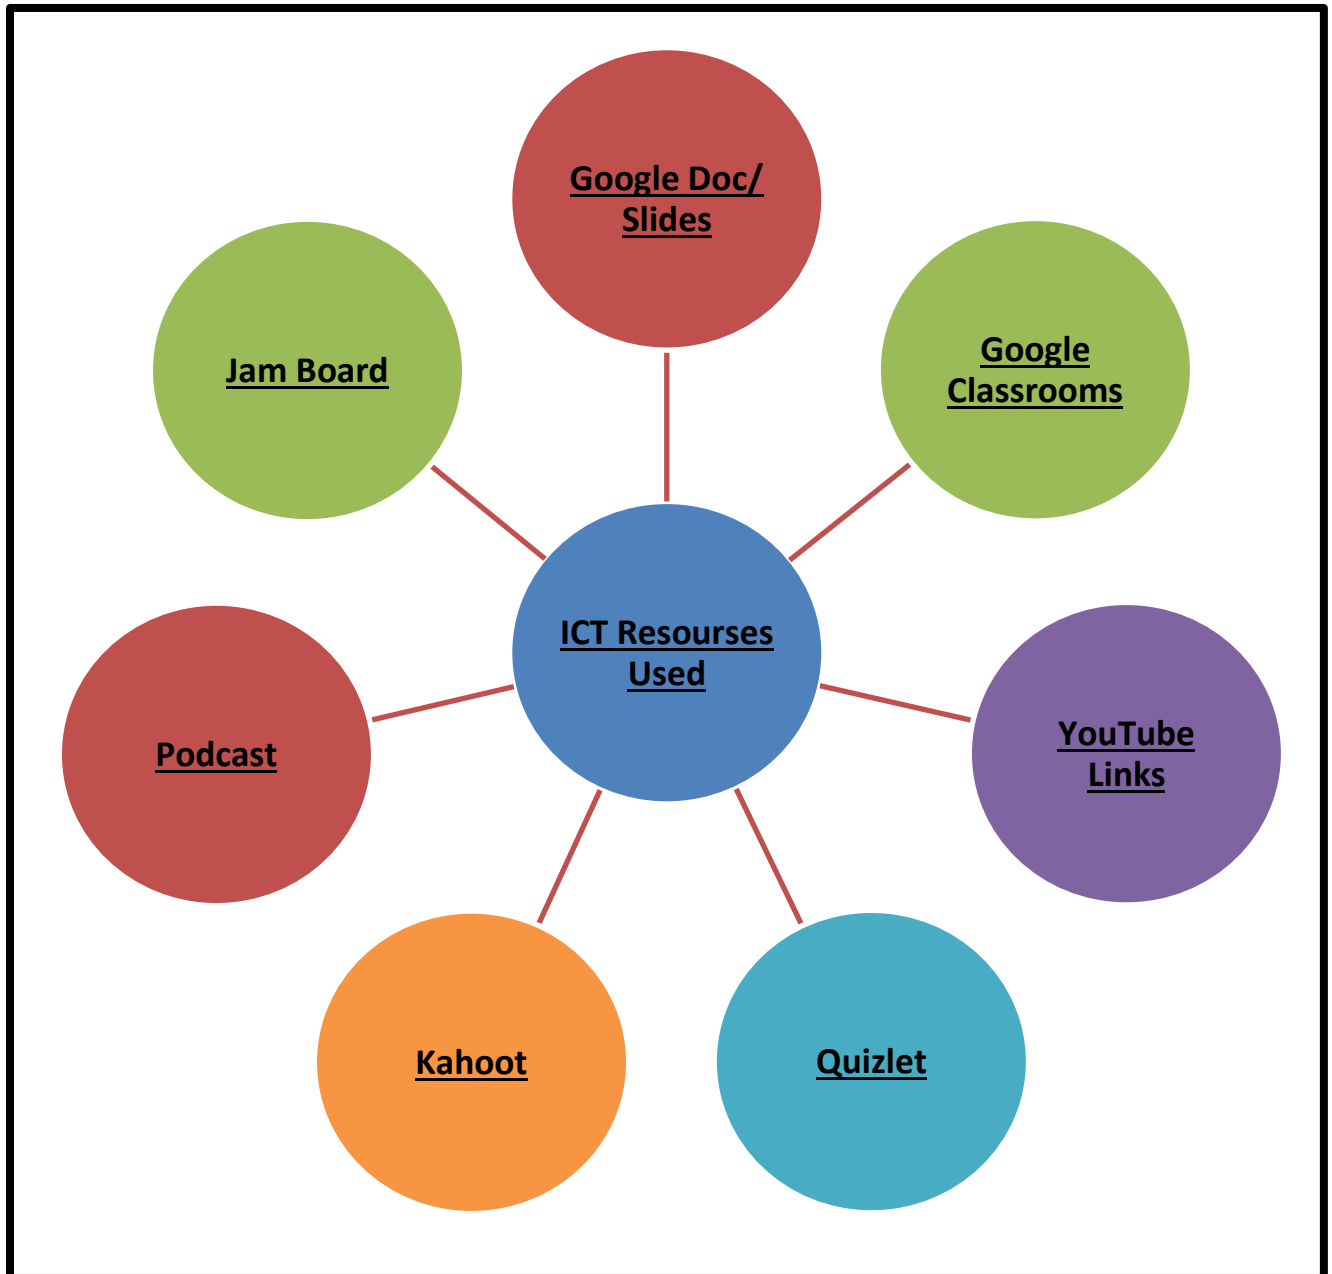 Google Doc/
Slides
Jam Board
Google
Classrooms
ICT Resourses
Used
Podcast
YouTube
Links
Kahoot
Quizlet